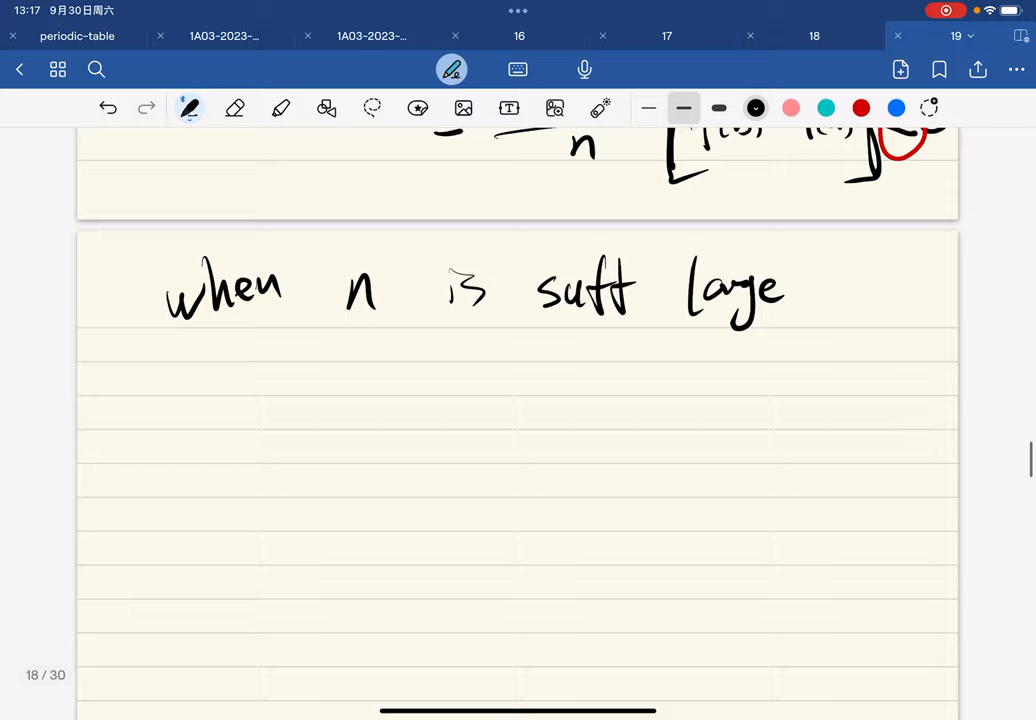 13:17 9月30日周六
periodic-table 1A03-2023-... 1A03-2023-... 16 17 18 19
n
when n is suff large
18 / 30